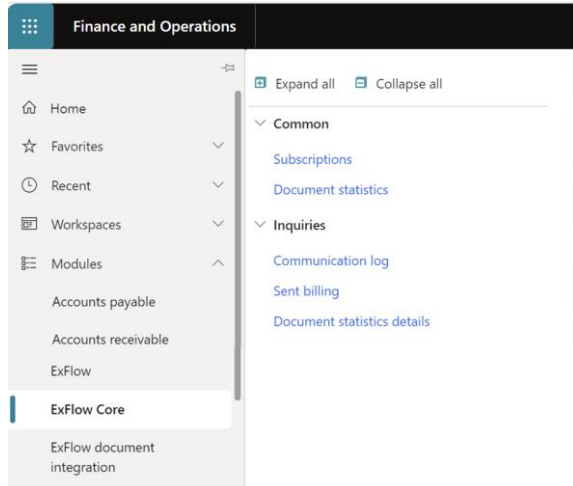 Finance and Operations
Home
Favorites
Recent
Workspaces
Modules
Accounts payable
Accounts receivable
ExFlow
ExFlow Core
ExFlow document
integration
Expand all Collapse all
Common
Subscriptions
Document statistics
Inquiries
Communication log
Sent billing
Document statistics details